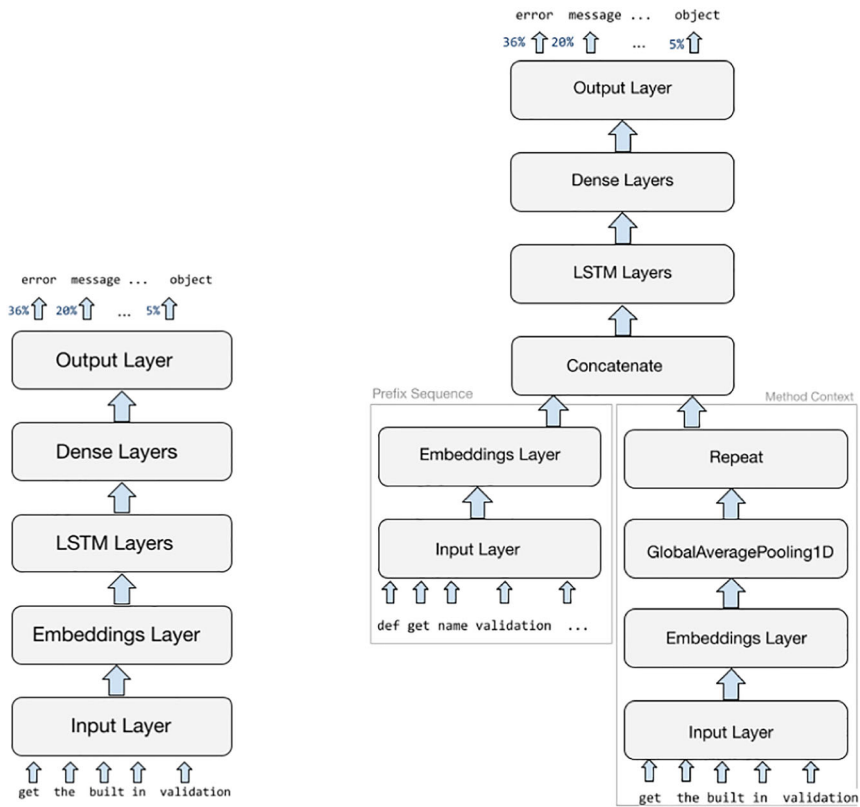 error message ... object
36% 20% ... 5%
Output Layer
Dense Layers
LSTM Layers
Embeddings Layer
Input Layer
get the built in validation
error message ... object
36% 20% ... 5%
Output Layer
Dense Layers
LSTM Layers
Concatenate
Prefix Sequence
Embeddings Layer
Input Layer
def get name validation ...
Method Context
Repeat
GlobalAveragePooling1D
Embeddings Layer
Input Layer
get the built in validation